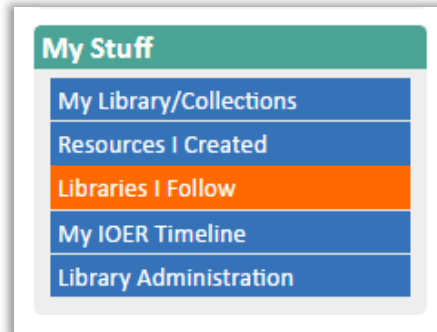 My Stuff
My Library/Collections
Resources I Created
Libraries I Follow
My IOER Timeline
Library Administration